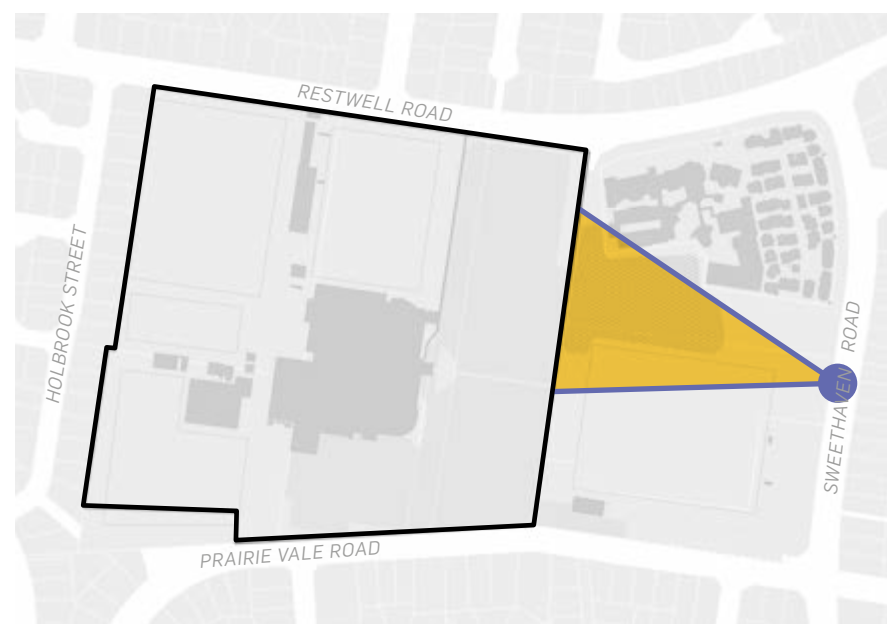 RESTWELL ROAD
HOLBROOK STREET
SWEETHAVEN ROAD
PRAIRIE VALE ROAD